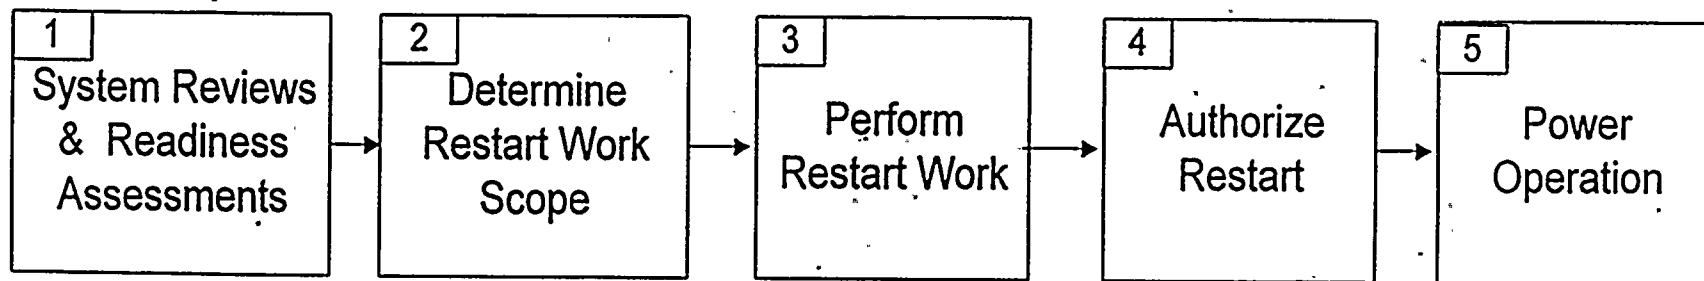 1
System Reviews
& Readiness
Assessments
2
Determine
Restart Work
Scope
3
Perform
Restart Work
4
Authorize
Restart
5
Power
Operation